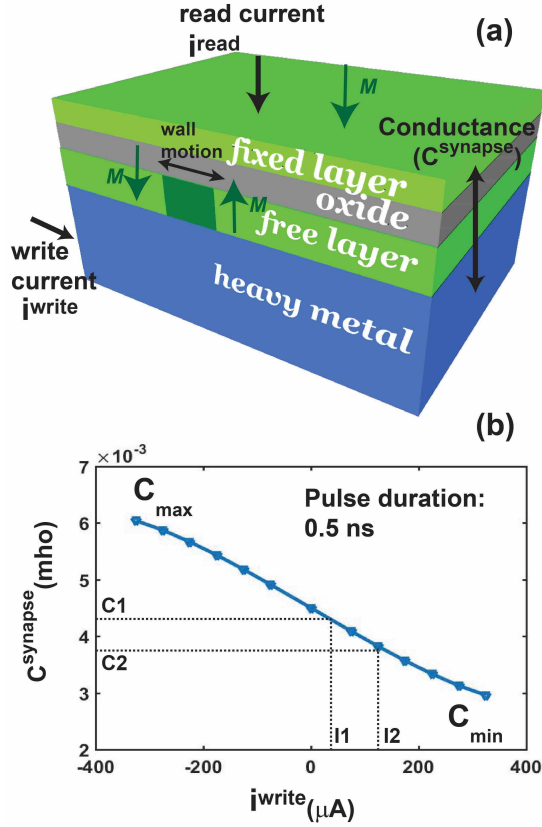 read current
i^read
(a)
M
wall
motion
Conductance
(C^synapse)
fixed layer
M
M
oxide
free layer
write
current
i^write
heavy metal
(b)
× 10^-3
7
C max
Pulse duration:
0.5 ns
6
5
C1
4
C2
3
C min
2
I1 I2
-400 -200 0 200 400
C^synapse(mho)
i^write(μA)